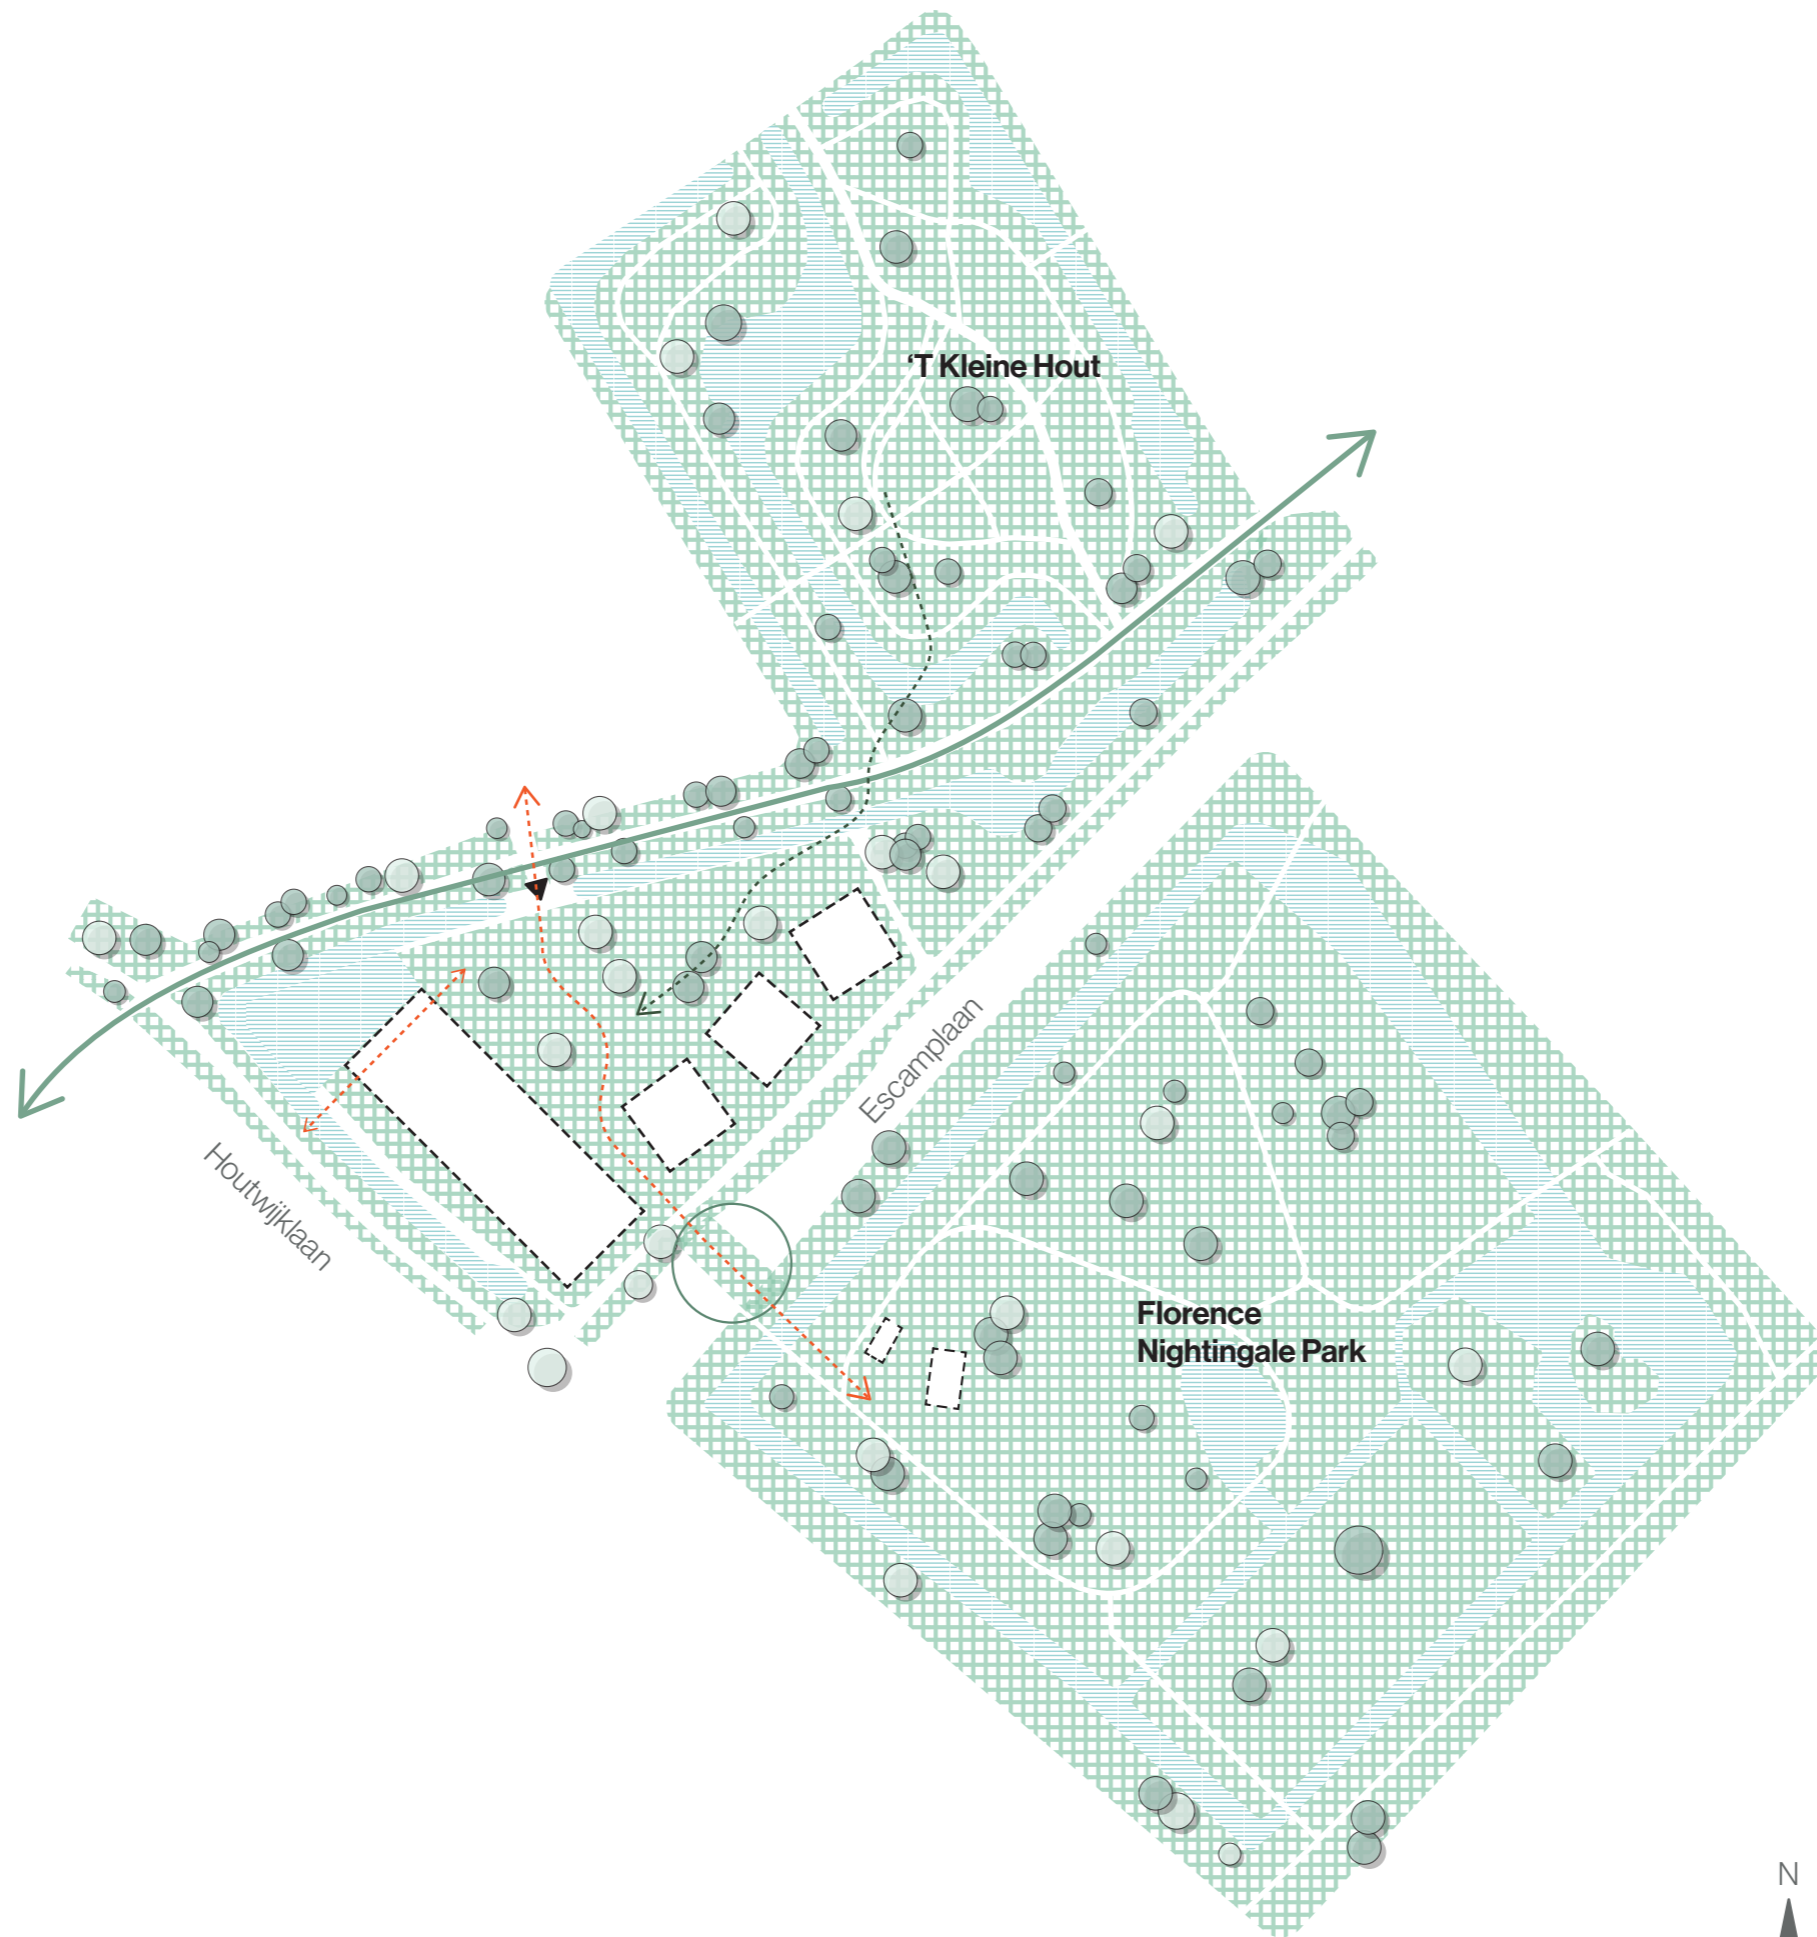 ‘T Kleine Hout
Escamplaan
Houtwijklaan
Florence
Nightingale Park
N